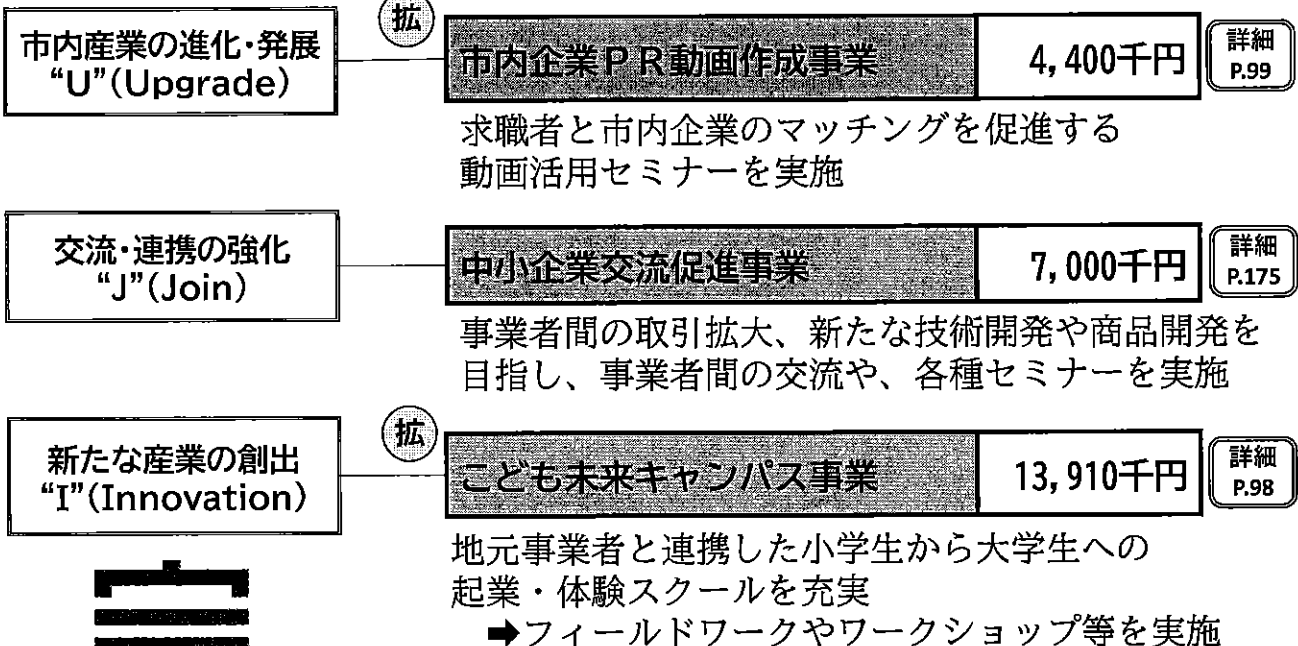 市内産業の進化・発展
“U”(Upgrade)
拡
市内企業PR動画作成事業
4,400千円
詳細
P.99
求職者と市内企業のマッチングを促進する
動画活用セミナーを実施
交流・連携の強化
“J”(Join)
中小企業交流促進事業
7,000千円
詳細
P.175
事業者間の取引拡大、新たな技術開発や商品開発を
目指し、事業者間の交流や、各種セミナーを実施
新たな産業の創出
“I”(Innovation)
拡
こども未来キャンパス事業
13,910千円
詳細
P.98
地元事業者と連携した小学生から大学生への
起業・体験スクールを充実
➡フィールドワークやワークショップ等を実施